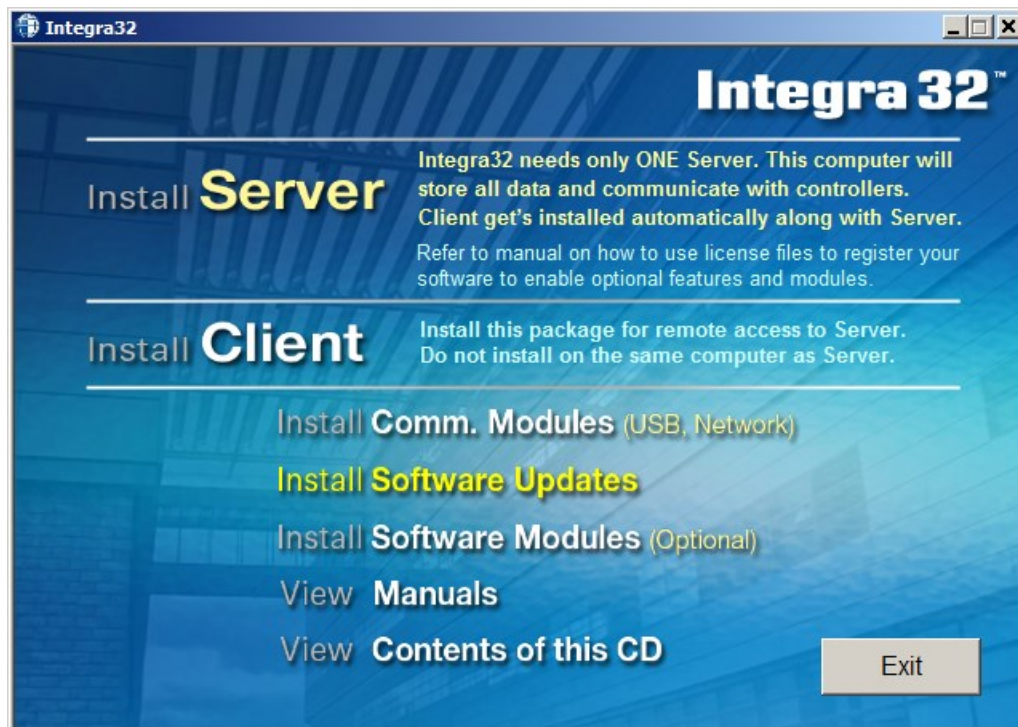 Integra32
Integra 32™
Install Server
Integra32 needs only ONE Server. This computer will
store all data and communicate with controllers.
Client get's installed automatically along with Server.
Refer to manual on how to use license files to register your
software to enable optional features and modules.
Install Client
Install this package for remote access to Server.
Do not install on the same computer as Server.
Install Comm. Modules (USB, Network)
Install Software Updates
Install Software Modules (Optional)
View Manuals
View Contents of this CD
Exit